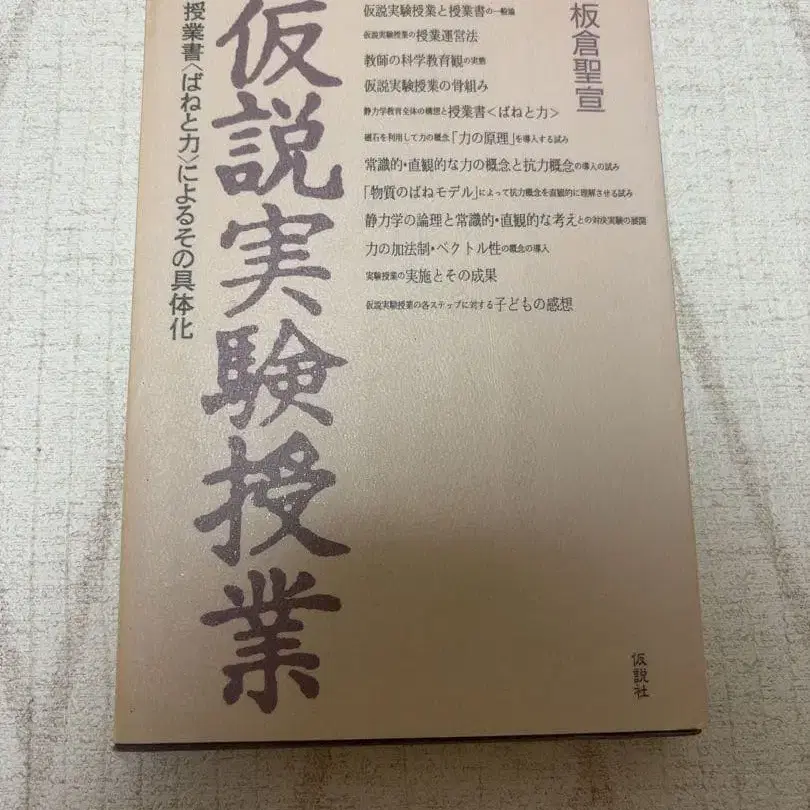 板倉聖宣
仮説実験授業
授業書〈ばねと力〉によるその具体化
仮説実験授業と授業書の一般論
仮説実験授業の授業運営法
教師の科学教育観の実態
仮説実験授業の骨組み
静力学教育全体の構想と授業書〈ばねと力〉
磁石を利用して力の概念「力の原理」を導入する試み
常識的・直観的な力の概念と抗力概念の導入の試み
「物質のばねモデル」によって抗力概念を直観的に理解させる試み
静力学の論理と常識的・直観的な考えとの対決実験の展開
力の加法制・ベクトル性の概念の導入
実験授業の実施とその成果
仮説実験授業の各ステップに対する子どもの感想
仮説社